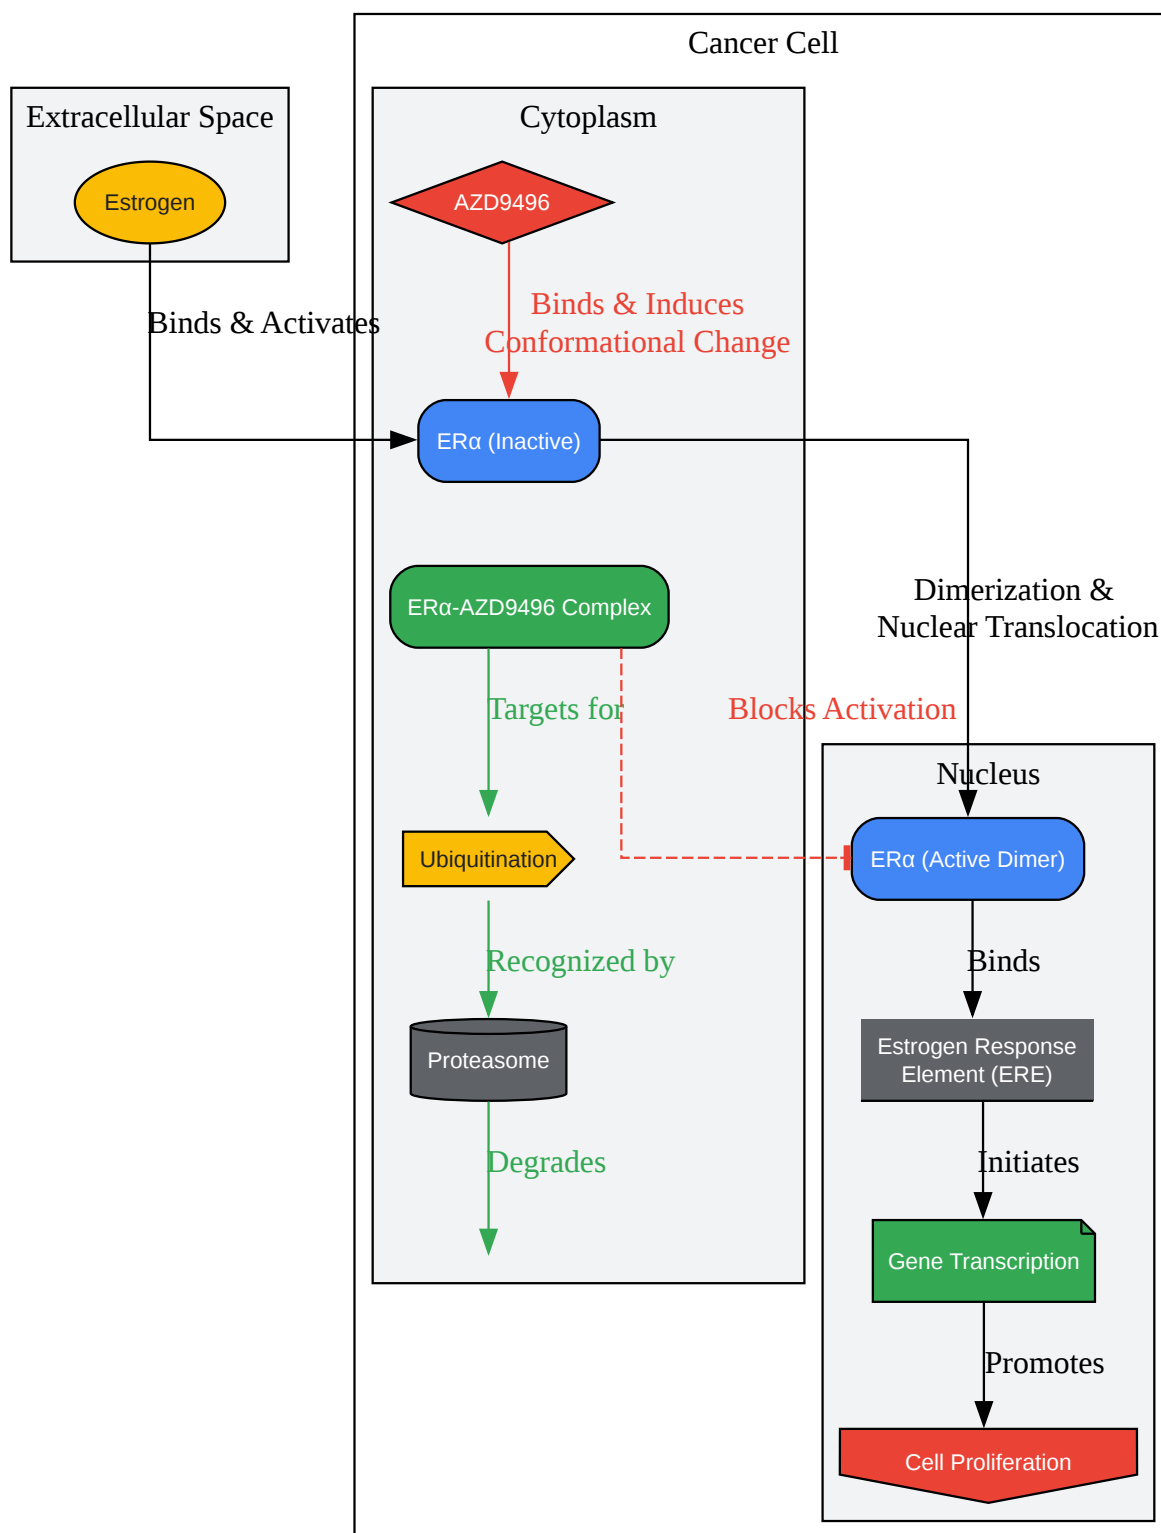 Cancer Cell
Extracellular Space
Cytoplasm
Estrogen
AZD9496
Binds & Activates
Binds & Induces
Conformational Change
ERα (Inactive)
ERα-AZD9496 Complex
Dimerization &
Nuclear Translocation
Targets for
Blocks Activation
Nucleus
Ubiquitination
ERα (Active Dimer)
Recognized by
Binds
Proteasome
Estrogen Response
Element (ERE)
Degrades
Initiates
Gene Transcription
Promotes
Cell Proliferation